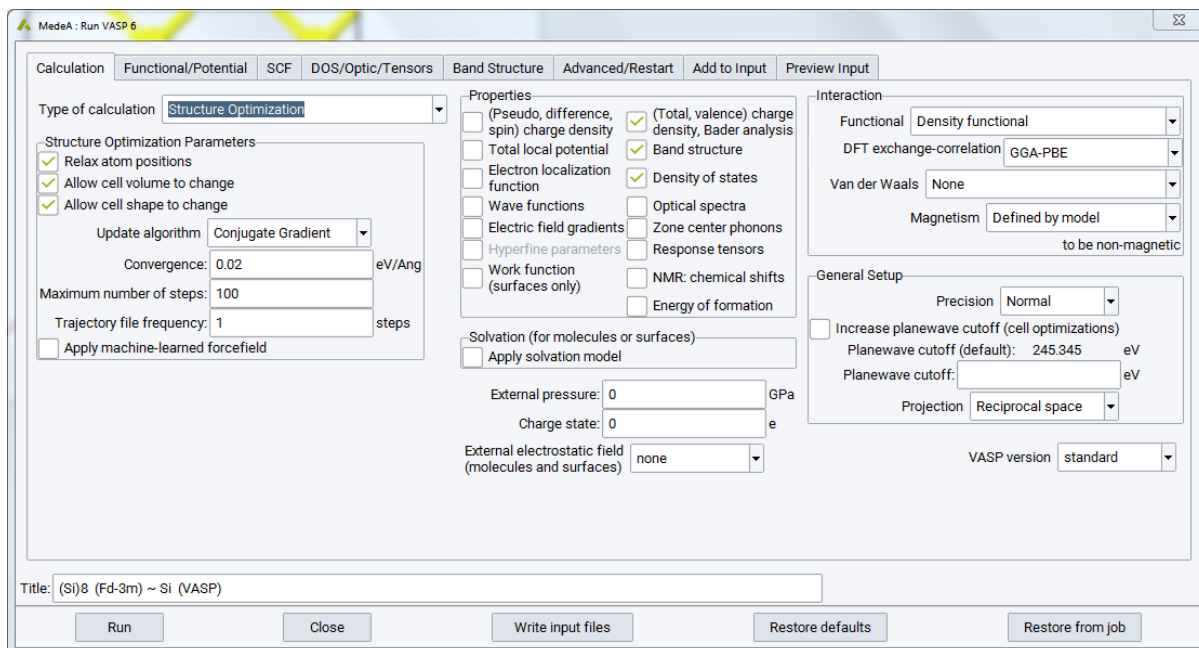 MedeA : Run VASP 6
Calculation Functional/Potential SCF DOS/Optic/Tensors Band Structure Advanced/Restart Add to Input Preview Input
Type of calculation Structure Optimization
Structure Optimization Parameters
Relax atom positions
Allow cell volume to change
Allow cell shape to change
Update algorithm Conjugate Gradient
Convergence: 0.02 eV/Ang
Maximum number of steps: 100
Trajectory file frequency: 1 steps
Apply machine-learned forcefield
Properties
(Pseudo, difference,
spin) charge density
Total local potential
Electron localization
function
Wave functions
Electric field gradients
Hyperfine parameters
Work function
(surfaces only)
(Total, valence) charge
density, Bader analysis
Band structure
Density of states
Optical spectra
Zone center phonons
Response tensors
NMR: chemical shifts
Energy of formation
Solvation (for molecules or surfaces)
Apply solvation model
External pressure: 0 GPa
Charge state: 0 e
External electrostatic field
(molecules and surfaces) none
Interaction
Functional Density functional
DFT exchange-correlation GGA-PBE
Van der Waals None
Magnetism Defined by model
to be non-magnetic
General Setup
Precision Normal
Increase planewave cutoff (cell optimizations)
Planewave cutoff (default): 245.345 eV
Planewave cutoff: eV
Projection Reciprocal space
VASP version standard
Title: (Si)8 (Fd-3m) ~ Si (VASP)
Run Close Write input files Restore defaults Restore from job